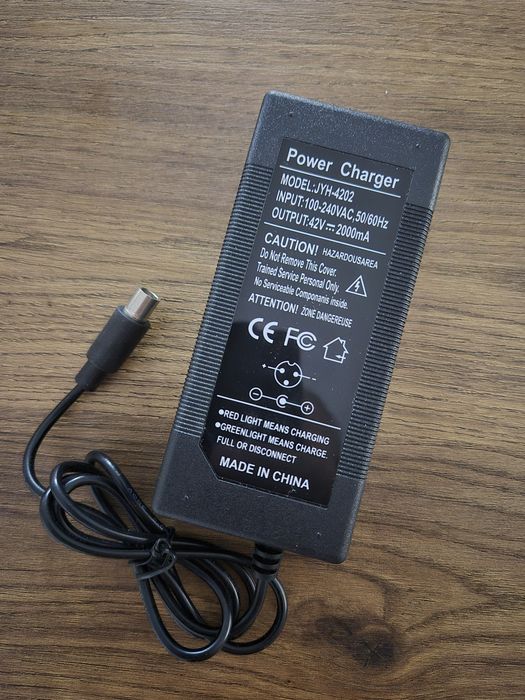 Power Charger
MODEL:JYH-4202
INPUT:100-240VAC,50/60Hz
OUTPUT:42V⎓2000mA
CAUTION! HAZARDOUSAREA
Do Not Remove This Cover.
Trained Service Personal Only.
No Serviceable Componanis inside.
ATTENTION! ZONE DANGEREUSE
CE FC
●RED LIGHT MEANS CHARGING
●GREENLIGHT MEANS CHARGE.
FULL OR DISCONNECT
MADE IN CHINA